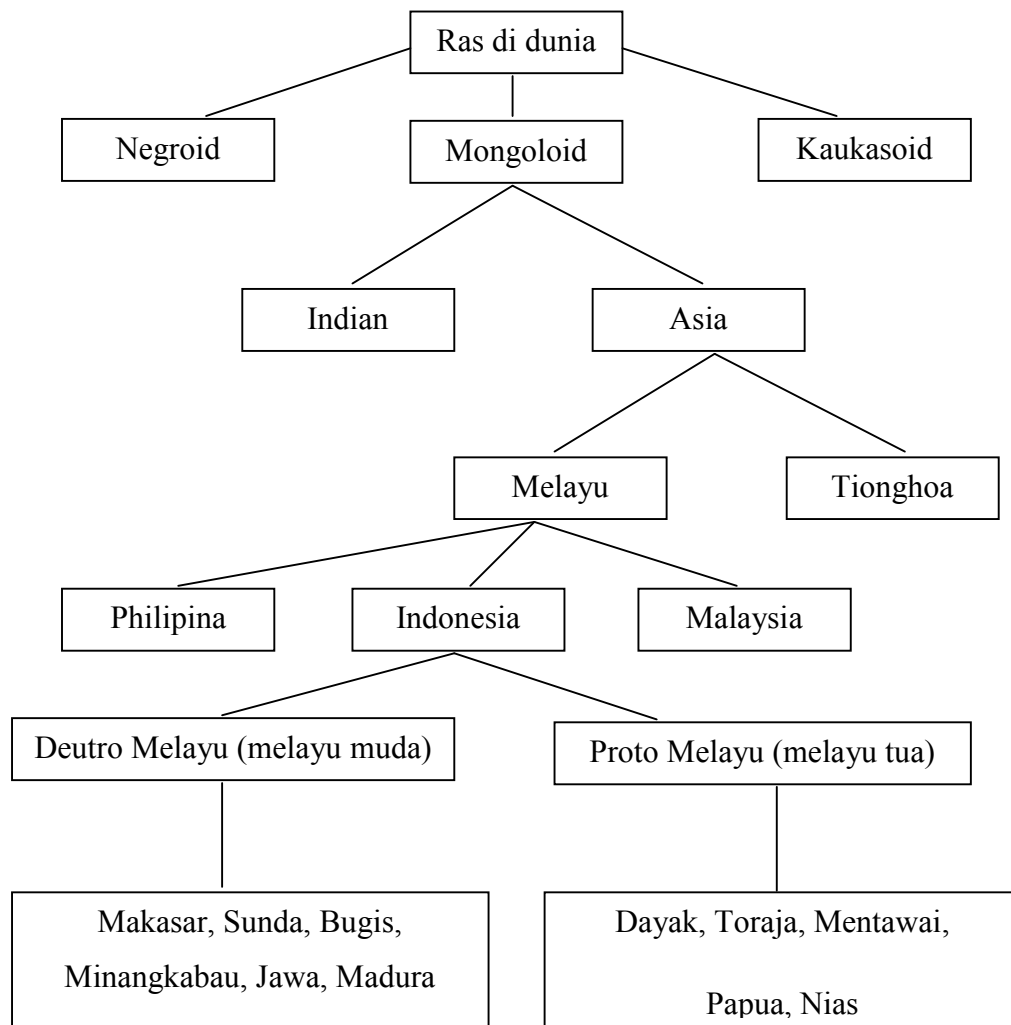 Ras di dunia
Negroid
Mongoloid
Kaukasoid
Indian
Asia
Melayu
Tionghoa
Philipina
Indonesia
Malaysia
Deutro Melayu (melayu muda)
Proto Melayu (melayu tua)
Makasar, Sunda, Bugis,
Minangkabau, Jawa, Madura
Dayak, Toraja, Mentawai,
Papua, Nias